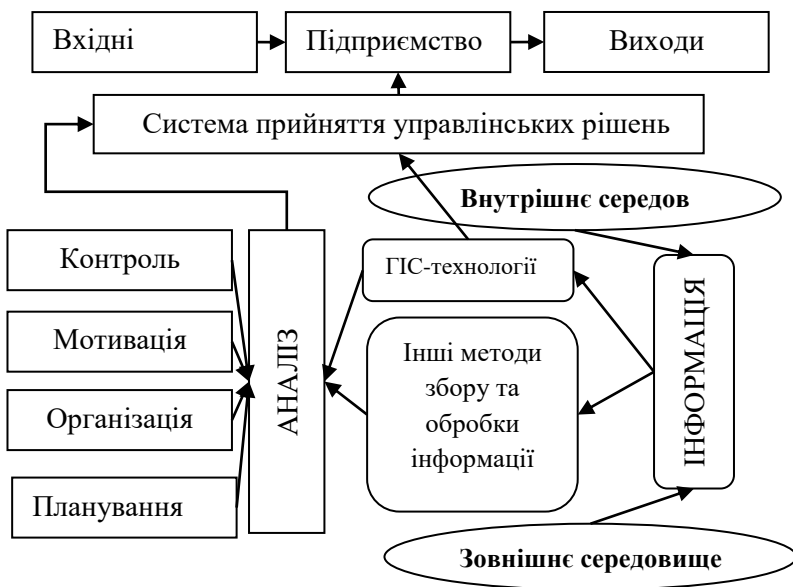 Вхідні
Підприємство
Виходи
Система прийняття управлінських рішень
Внутрішнє середов
Контроль
Мотивація
Організація
Планування
АНАЛІЗ
ГІС-технології
Інші методи
збору та
обробки
інформації
ІНФОРМАЦІЯ
Зовнішнє середовище